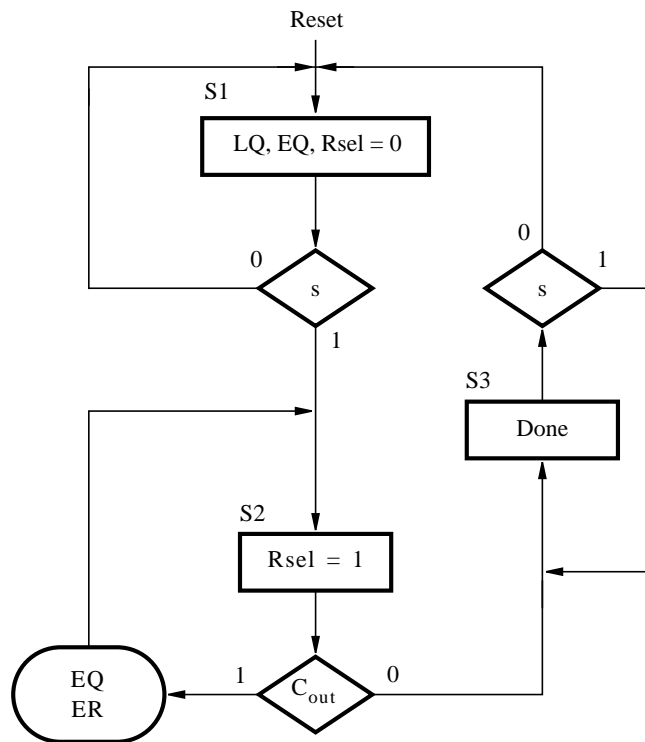 Reset
S1
LQ, EQ, Rsel = 0
0
s
1
0
s
1
S3
Done
S2
Rsel = 1
EQ
ER
1
Cout
0